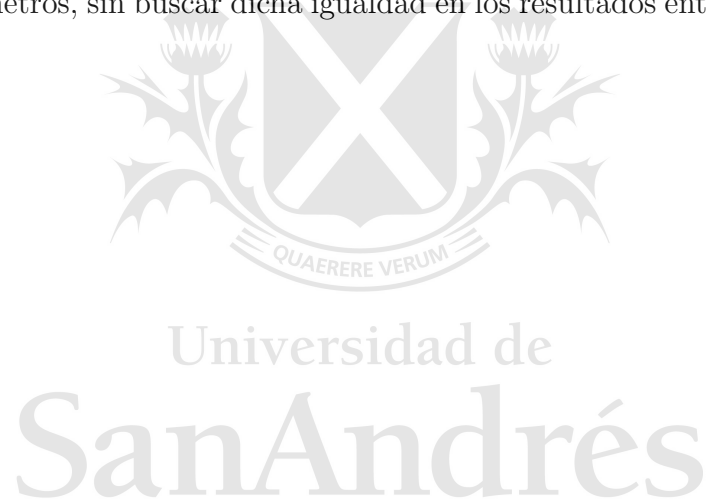 metros, sin buscar dicha igualdad en los resultados ent
QUAERERE VERUM
Universidad de
SanAndrés